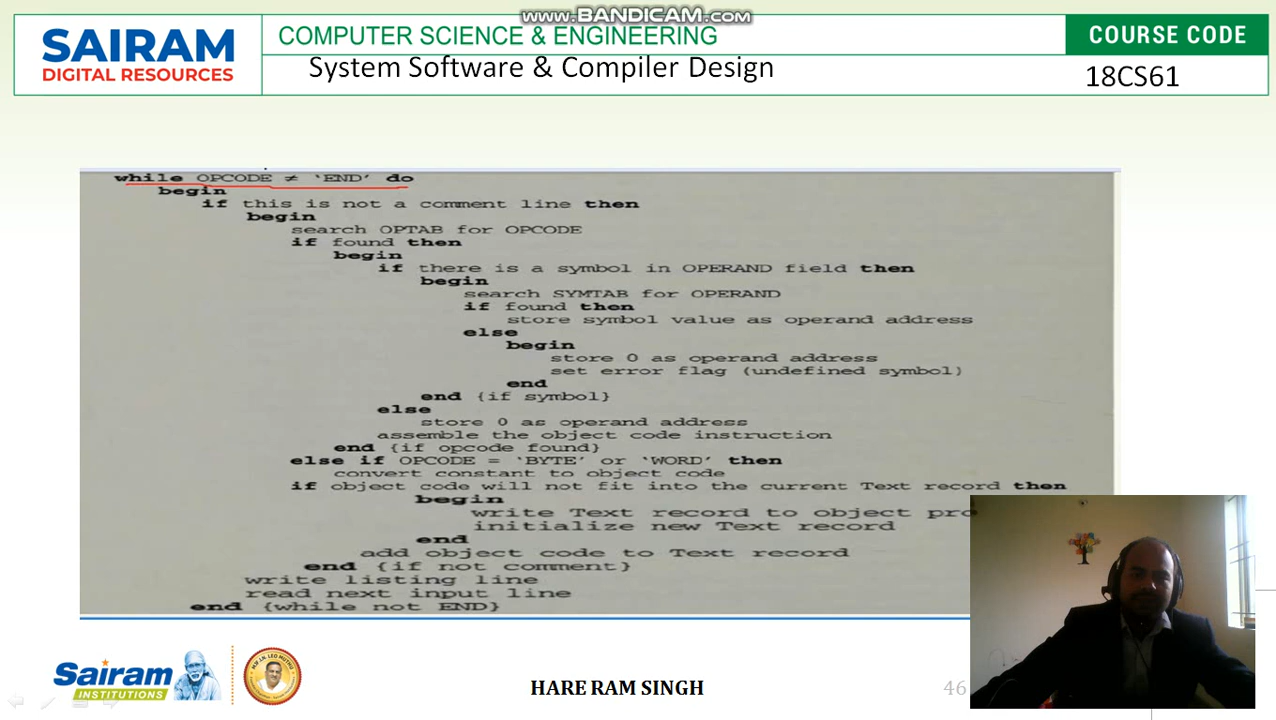 www.BANDICAM.com
SAIRAM
DIGITAL RESOURCES
COMPUTER SCIENCE & ENGINEERING
COURSE CODE
System Software & Compiler Design
18CS61
while OPCODE ≠ 'END' do
begin
if this is not a comment line then
begin
search OPTAB for OPCODE
if found then
begin
if there is a symbol in OPERAND field then
begin
search SYMTAB for OPERAND
if found then
store symbol value as operand address
else
begin
store 0 as operand address
set error flag (undefined symbol)
end
end {if symbol}
else
store 0 as operand address
assemble the object code instruction
end {if opcode found}
else if OPCODE = 'BYTE' or 'WORD' then
convert constant to object code
if object code will not fit into the current Text record then
begin
write Text record to object pro
initialize new Text record
end
add object code to Text record
end {if not comment}
write listing line
read next input line
end {while not END}
Sairam
INSTITUTIONS
HARE RAM SINGH
46